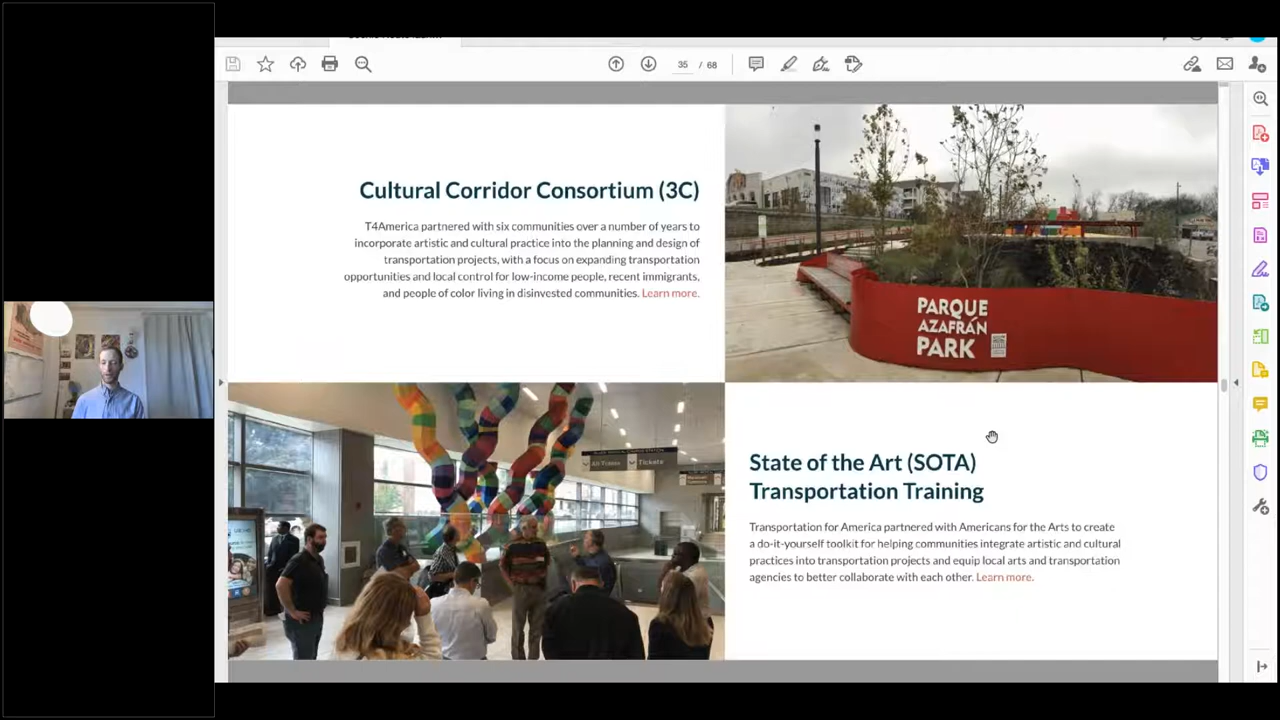 35 / 68
Cultural Corridor Consortium (3C)
T4America partnered with six communities over a number of years to
incorporate artistic and cultural practice into the planning and design of
transportation projects, with a focus on expanding transportation
opportunities and local control for low-income people, recent immigrants,
and people of color living in disinvested communities. Learn more.
PARQUE
AZAFRÁN
PARK
Tickets
State of the Art (SOTA)
Transportation Training
Transportation for America partnered with Americans for the Arts to create
a do-it-yourself toolkit for helping communities integrate artistic and cultural
practices into transportation projects and equip local arts and transportation
agencies to better collaborate with each other. Learn more.